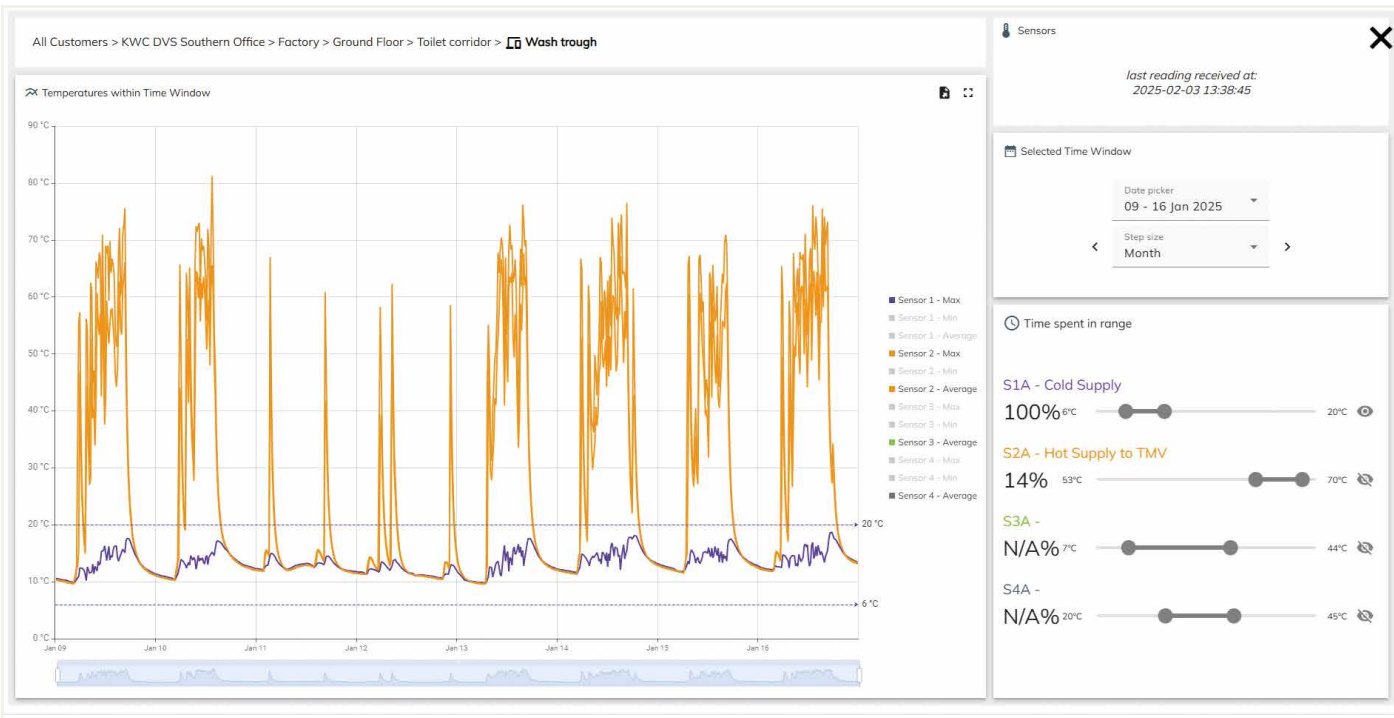 All Customers > KWC DVS Southern Office > Factory > Ground Floor > Toilet corridor > Wash trough
Temperatures within Time Window
90 °C
80 °C
70 °C
60 °C
50 °C
40 °C
30 °C
20 °C
10 °C
0 °C
20 °C
6 °C
Jan 09
Jan 10
Jan 11
Jan 12
Jan 13
Jan 14
Jan 15
Jan 16
Sensor 1 - Max
Sensor 1 - Min
Sensor 1 - Average
Sensor 2 - Max
Sensor 2 - Min
Sensor 2 - Average
Sensor 3 - Max
Sensor 3 - Min
Sensor 3 - Average
Sensor 4 - Max
Sensor 4 - Min
Sensor 4 - Average
Sensors
last reading received at:
2025-02-03 13:38:45
Selected Time Window
Date picker
09 - 16 Jan 2025
Step size
Month
Time spent in range
S1A - Cold Supply
100% 6°C 20°C
S2A - Hot Supply to TMV
14% 53°C 70°C
S3A -
N/A% 7°C 44°C
S4A -
N/A% 20°C 45°C